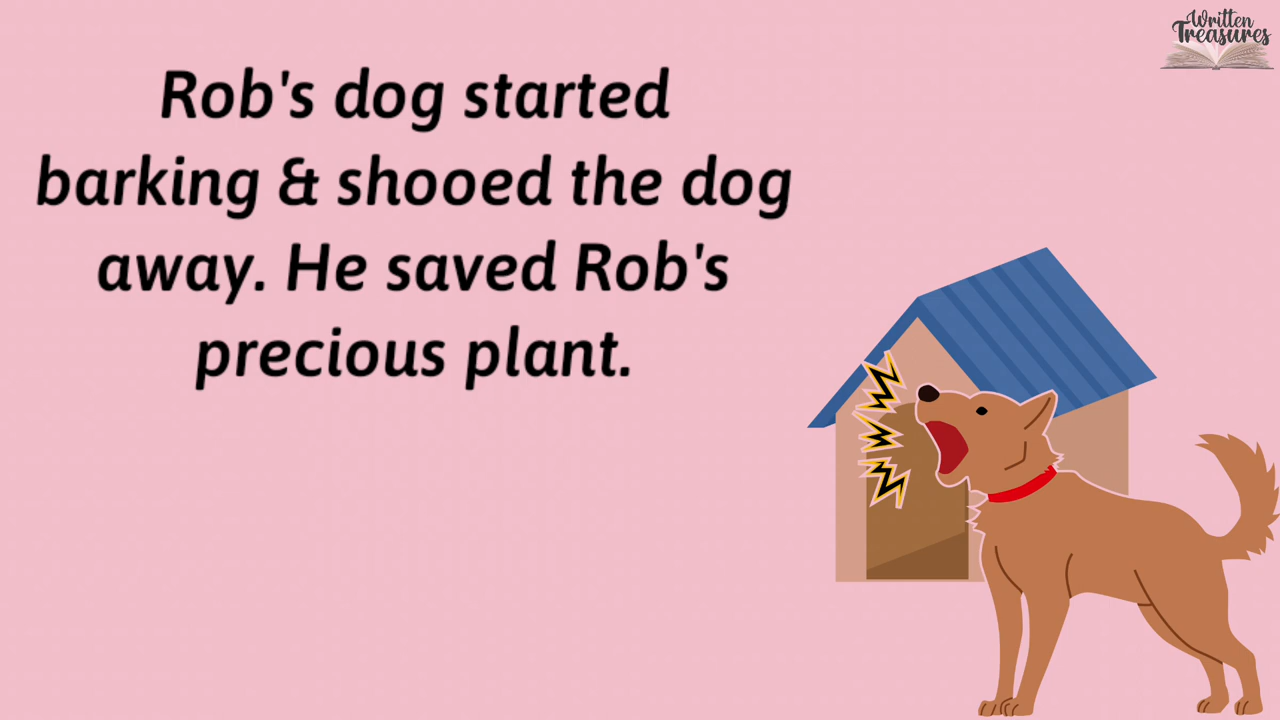 Written
Treasures
Rob's dog started
barking & shooed the dog
away. He saved Rob's
precious plant.